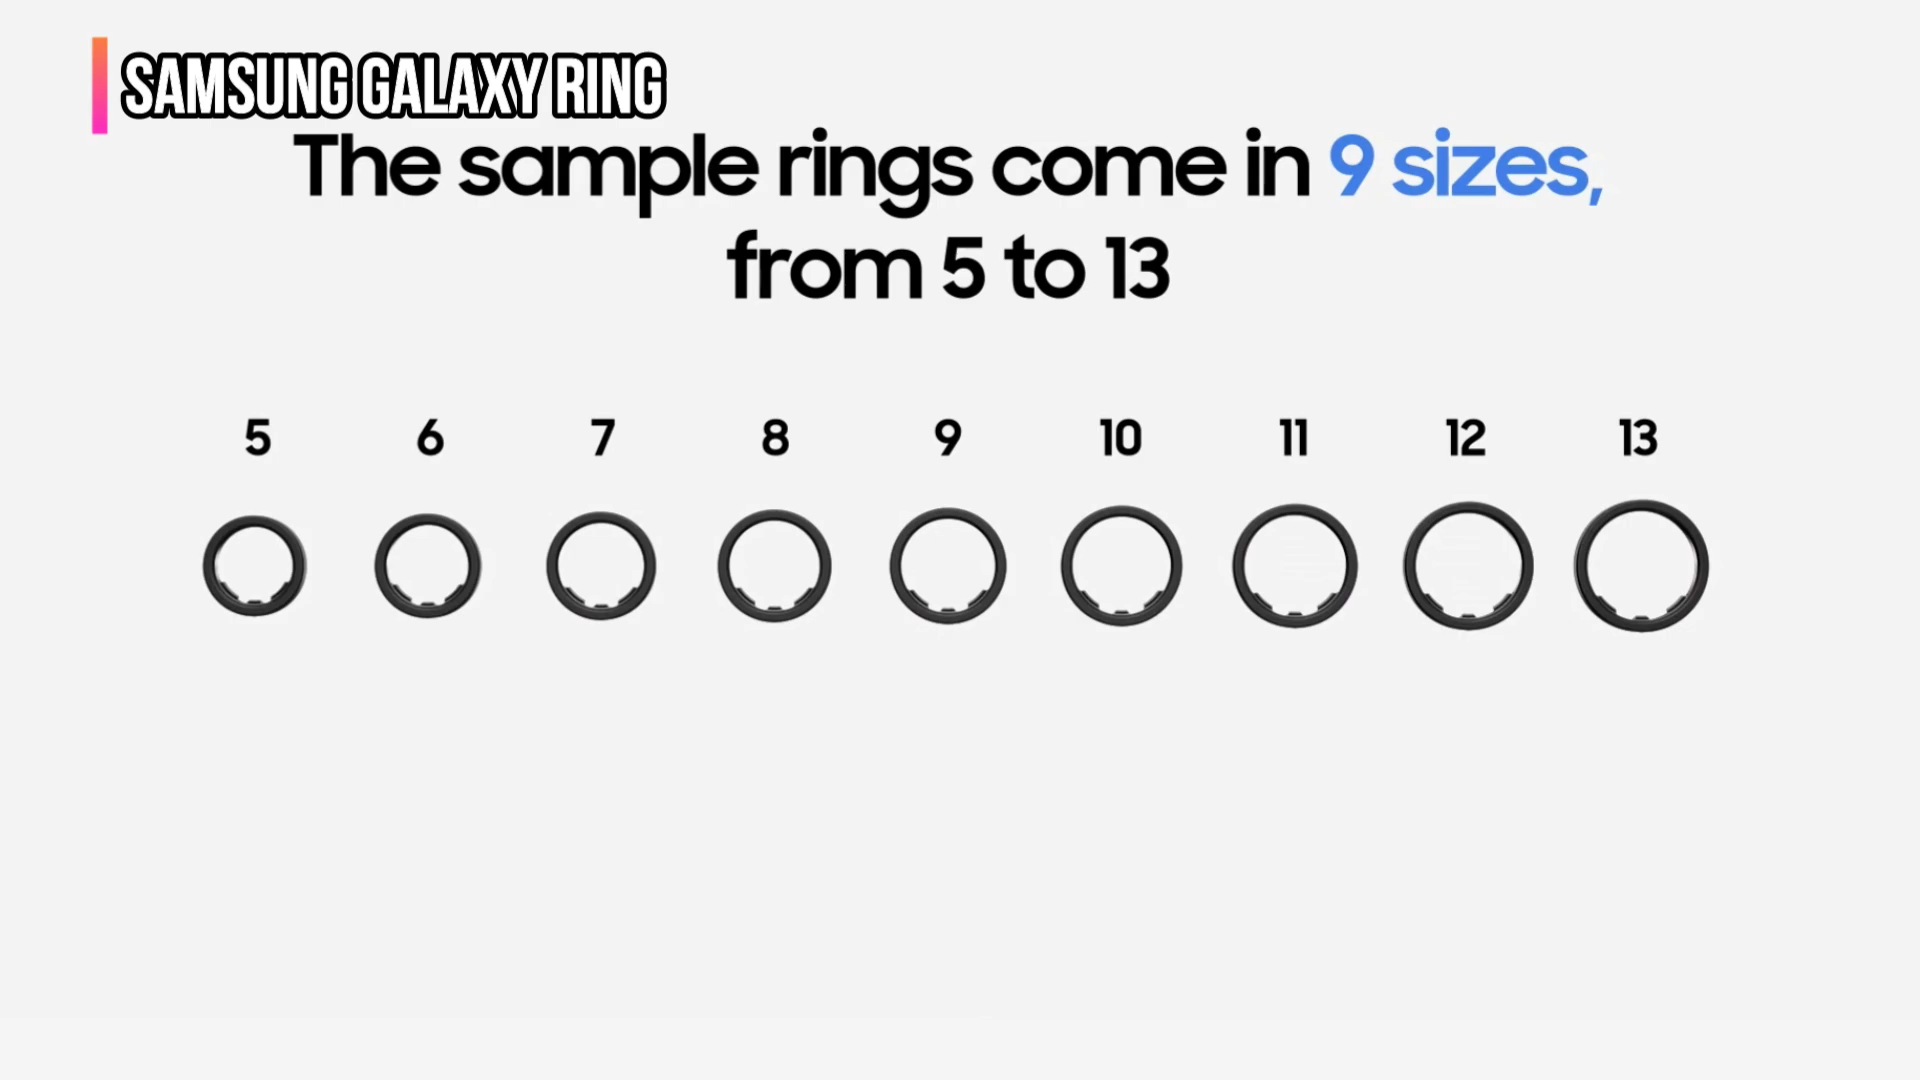 SAMSUNG GALAXY RING
The sample rings come in 9 sizes,
from 5 to 13
5 6 7 8 9 10 11 12 13